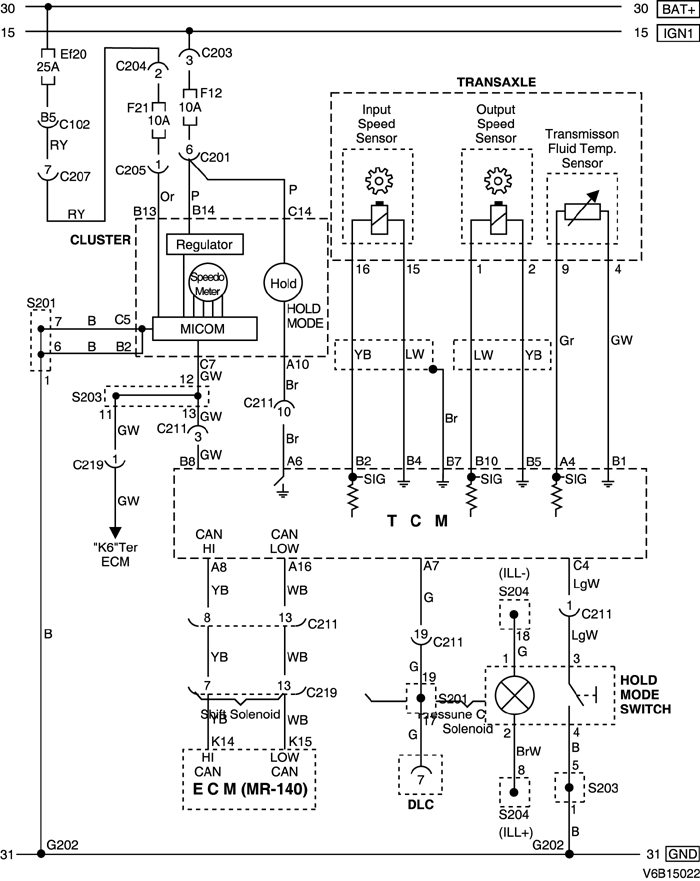 30
30 BAT+
15
15 IGN1
Ef20
25A
C204
2
3
C203
F21
10A
F12
10A
B5
C102
RY
7
C207
RY
1
C205
6
C201
Or
P
P
B13
B14
C14
CLUSTER
Regulator
Speedo
Meter
Hold
HOLD
MODE
MICOM
TRANSAXLE
Input
Speed
Sensor
Output
Speed
Sensor
Transmisson
Fluid Temp.
Sensor
16
15
1
2
9
4
S201
7
B
C5
6
B
B2
1
YB
LW
LW
YB
Gr
GW
Br
C7
GW
A10
Br
12
S203
11
13
GW
C211
3
C211
10
Br
GW
GW
C219
1
GW
"K6"Ter
ECM
B8
A6
B2
B4
B7
B10
B5
A4
B1
SIG
SIG
SIG
T C M
CAN
HI
CAN
LOW
A8
A16
A7
C4
YB
WB
G
LgW
8
13
C211
19
C211
1
C211
LgW
(ILL-)
S204
18
G
YB
WB
G
19
1
3
7
13
C219
S201
17
Shift Solenoid
Solenoid
HOLD
MODE
SWITCH
YB
WB
G
2
4
BrW
B
K14
K15
HI
CAN
LOW
CAN
E C M (MR-140)
7
DLC
8
S204
(ILL+)
5
S203
1
B
B
G202
G202
31
31 GND
V6B15022